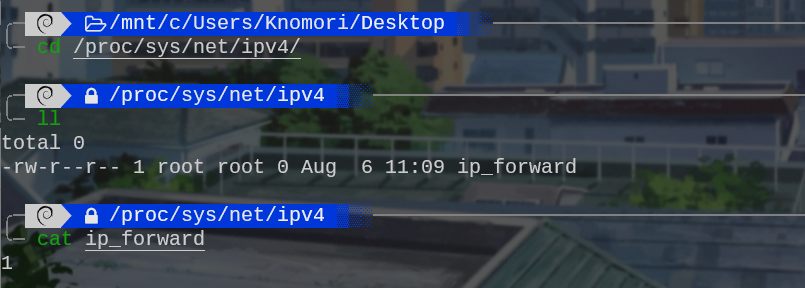 /mnt/c/Users/Knomori/Desktop
cd /proc/sys/net/ipv4/
/proc/sys/net/ipv4
ll
total 0
-rw-r--r-- 1 root root 0 Aug  6 11:09 ip_forward
/proc/sys/net/ipv4
cat ip_forward
1